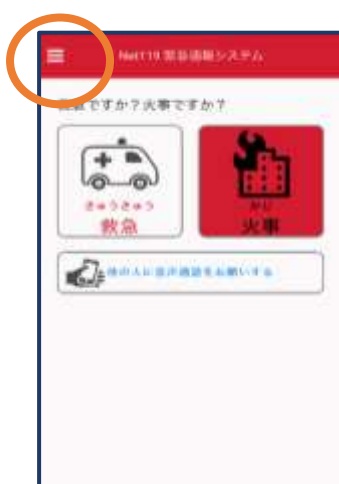 Net119 緊急通報システム
救急ですか？火事ですか？
きゅうきゅう
救急
かじ
火事
他の人に音声通話をお願いする